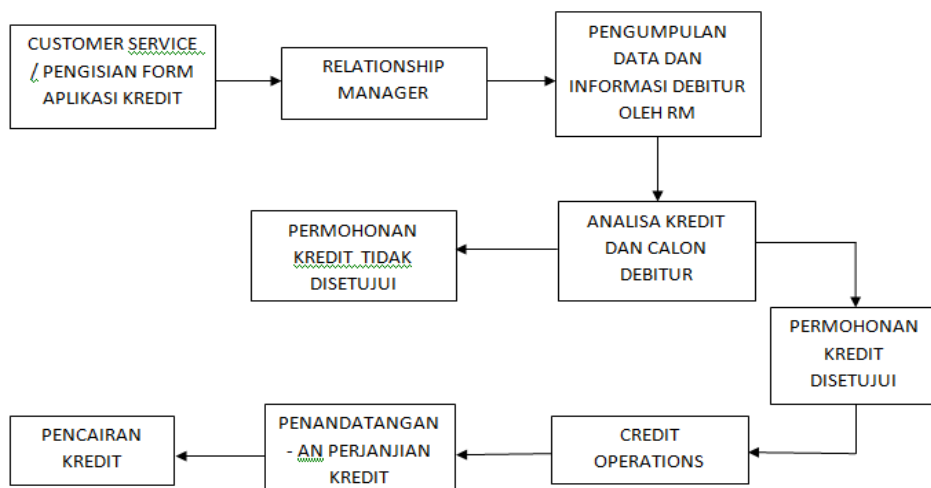 CUSTOMER SERVICE
/ PENGISIAN FORM
APLIKASI KREDIT
RELATIONSHIP
MANAGER
PENGUMPULAN
DATA DAN
INFORMASI DEBITUR
OLEH RM
PERMOHONAN
KREDIT TIDAK
DISETUJUI
ANALISA KREDIT
DAN CALON
DEBITUR
PERMOHONAN
KREDIT
DISETUJUI
PENCAIRAN
KREDIT
PENANDATANGAN
- AN PERJANJIAN
KREDIT
CREDIT
OPERATIONS